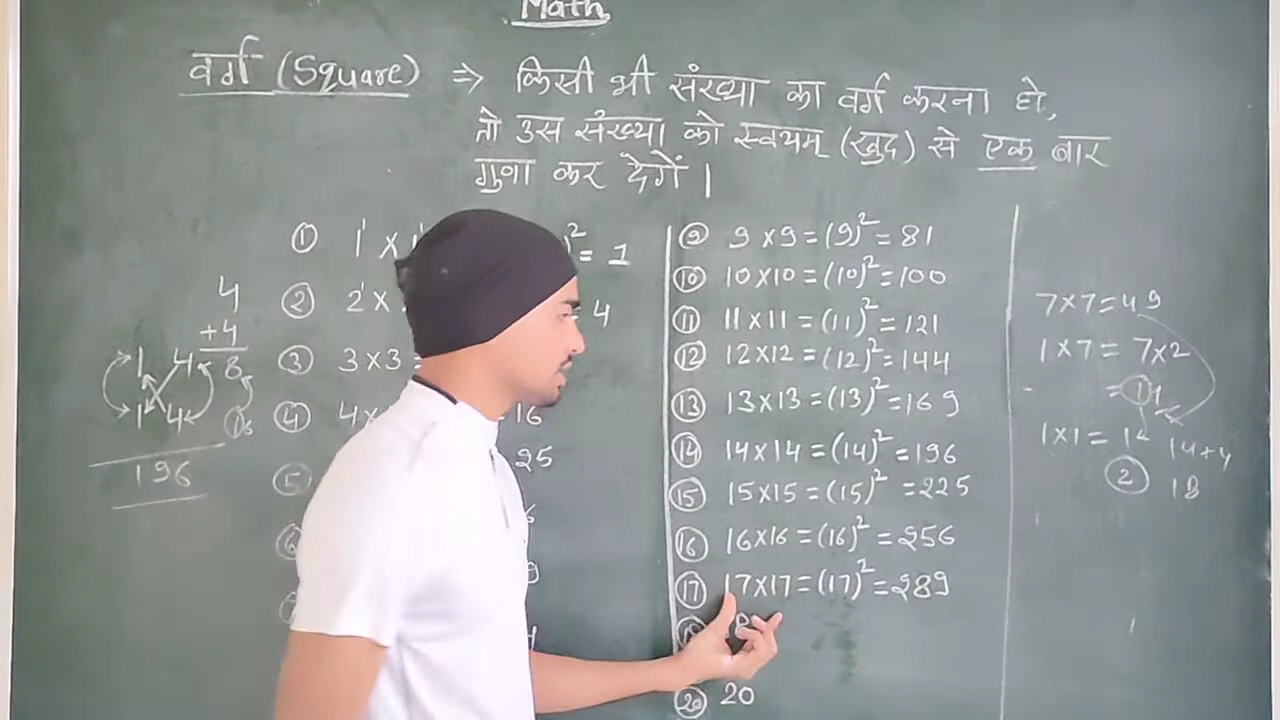 Math
वर्ग (Square) ⇒ किसी भी संख्या का वर्ग करना हो,
तो उस संख्या को स्वयम् (खुद) से एक बार
गुणा कर देगें।
① 1 x
² = 1
② 2 x
4
③ 3 x 3 =
④ 4 x
16
⑤
25
⑥
⑨ 9 x 9 = (9)² = 81
⑩ 10 x 10 = (10)² = 100
⑪ 11 x 11 = (11)² = 121
⑫ 12 x 12 = (12)² = 144
⑬ 13 x 13 = (13)² = 169
⑭ 14 x 14 = (14)² = 196
⑮ 15 x 15 = (15)² = 225
⑯ 16 x 16 = (16)² = 256
⑰ 17 x 17 = (17)² = 289
⑳ 20
4
+4
1 4 8
1 4 16
196
7 x 7 = 49
1 x 7 = 7 x 2
= 14
1 x 1 = 1
②
14 + 4
18